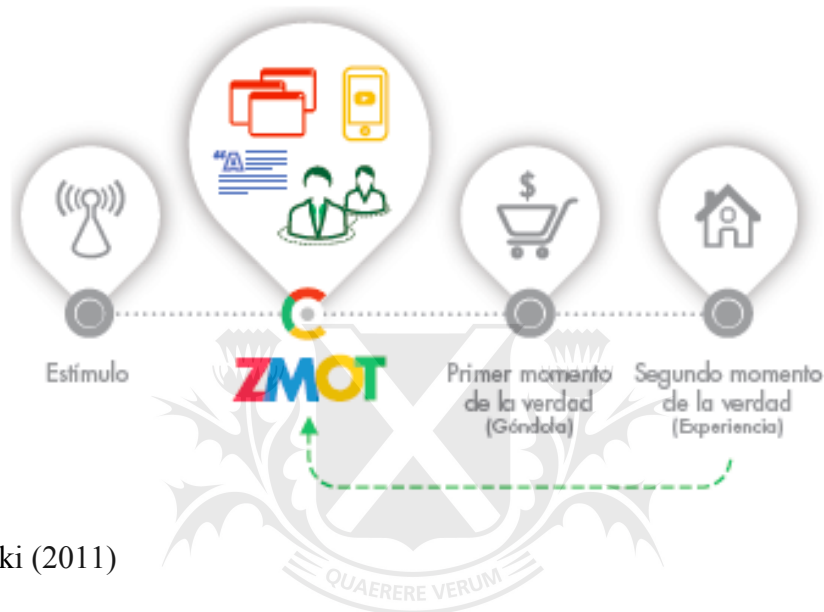 $
“A
Estímulo
ZMOT
Primer momento
de la verdad
(Góndola)
Segundo momento
de la verdad
(Experiencia)
ki (2011)
QUAERERE VERUM